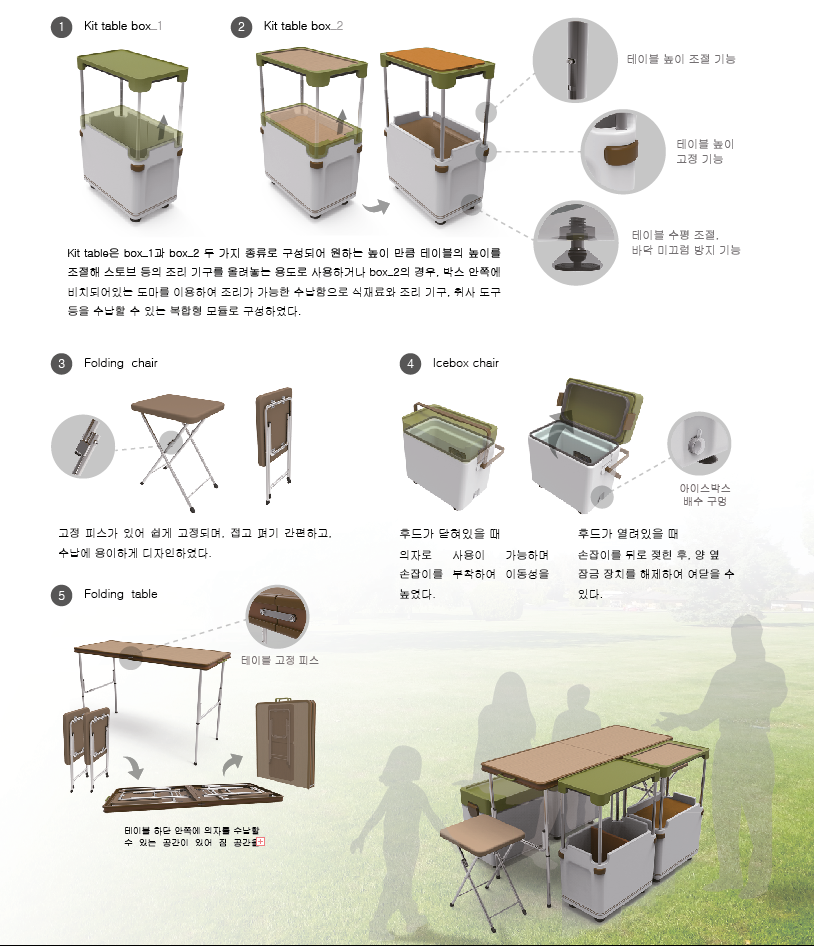 1 Kit table box_1
2 Kit table box_2
테이블 높이 조절 기능
테이블 높이
고정 기능
테이블 수평 조절,
바닥 미끄럼 방지 기능
Kit table은 box_1과 box_2 두 가지 종류로 구성되어 원하는 높이 만큼 테이블의 높이를
조절해 스토브 등의 조리 기구를 올려놓는 용도로 사용하거나 box_2의 경우, 박스 안쪽에
비치되어있는 도마를 이용하여 조리가 가능한 수납함으로 식재료와 조리 기구, 취사 도구
등을 수납할 수 있는 복합형 모듈로 구성하였다.
3 Folding chair
고정 피스가 있어 쉽게 고정되며, 접고 펴기 간편하고,
수납에 용이하게 디자인하였다.
4 Icebox chair
아이스박스
배수 구멍
후드가 닫혀있을 때
의자로 사용이 가능하며
손잡이를 부착하여 이동성을
높였다.
후드가 열려있을 때
손잡이를 뒤로 젖힌 후, 양 옆
잠금 장치를 해제하여 여닫을 수
있다.
5 Folding table
테이블 고정 피스
테이블 하단 안쪽에 의자를 수납할
수 있는 공간이 있어 짐 공간을